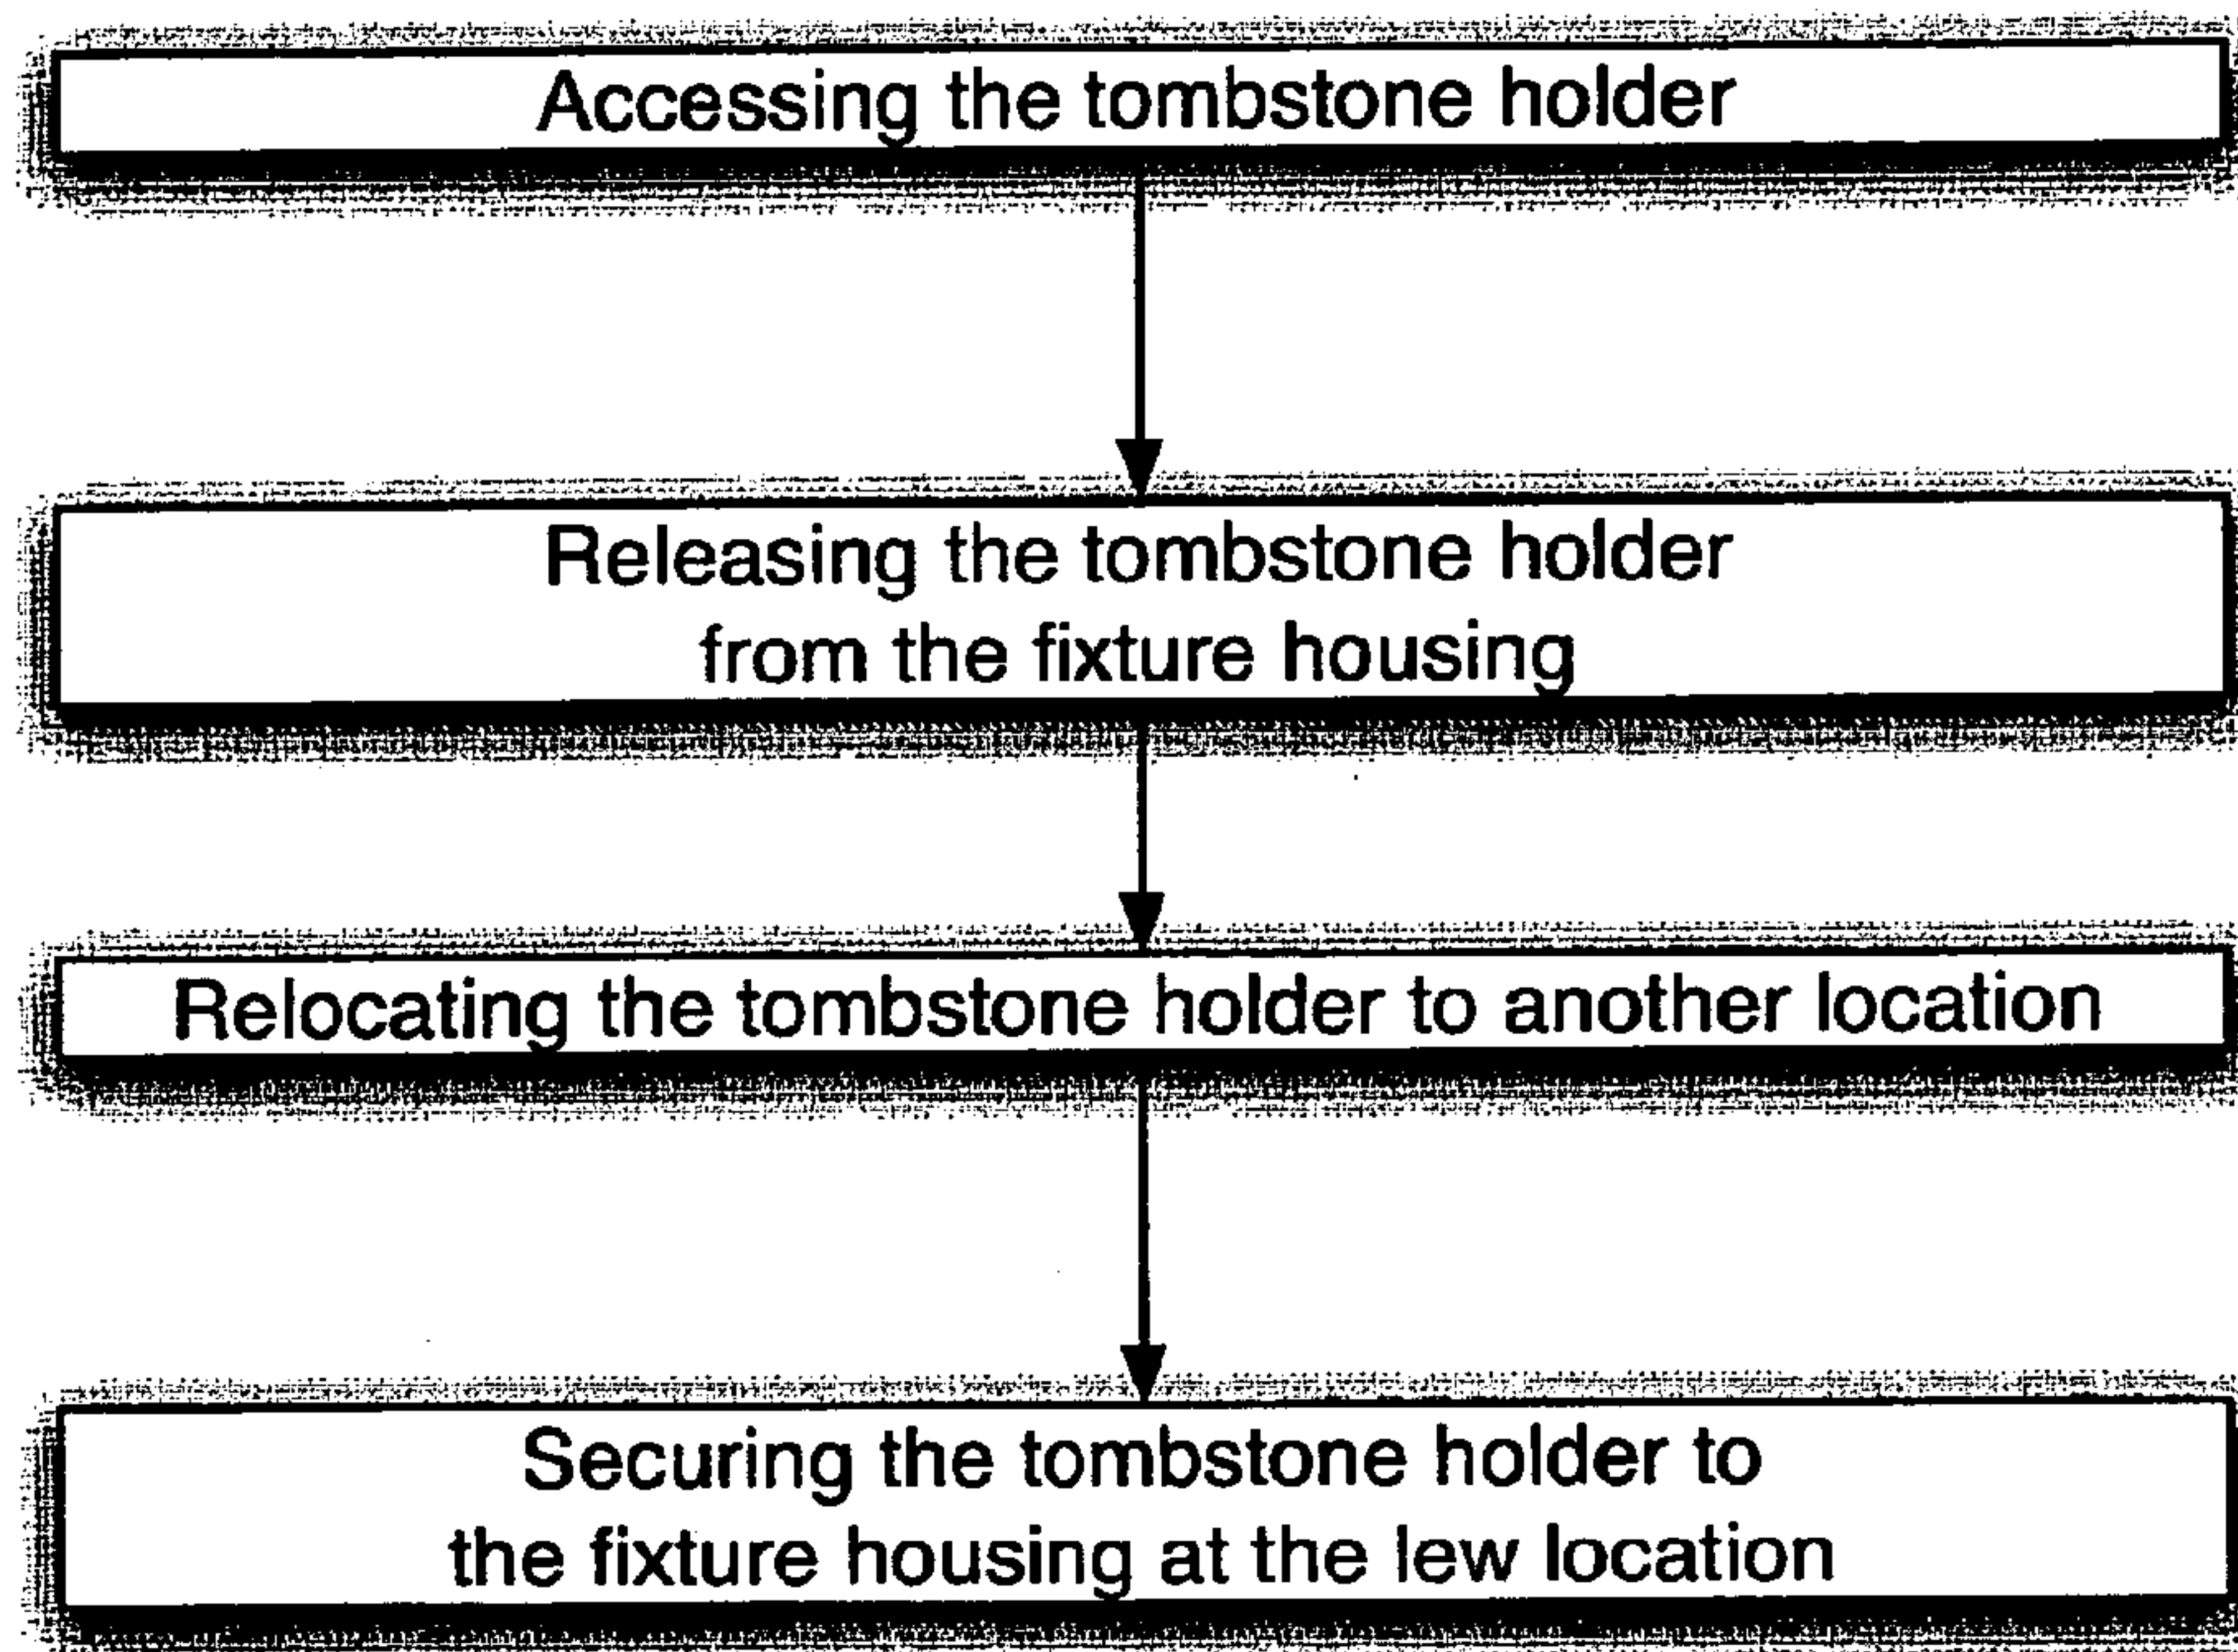 Accessing the tombstone holder
Releasing the tombstone holder
from the fixture housing
Relocating the tombstone holder to another location
Securing the tombstone holder to
the fixture housing at the lew location